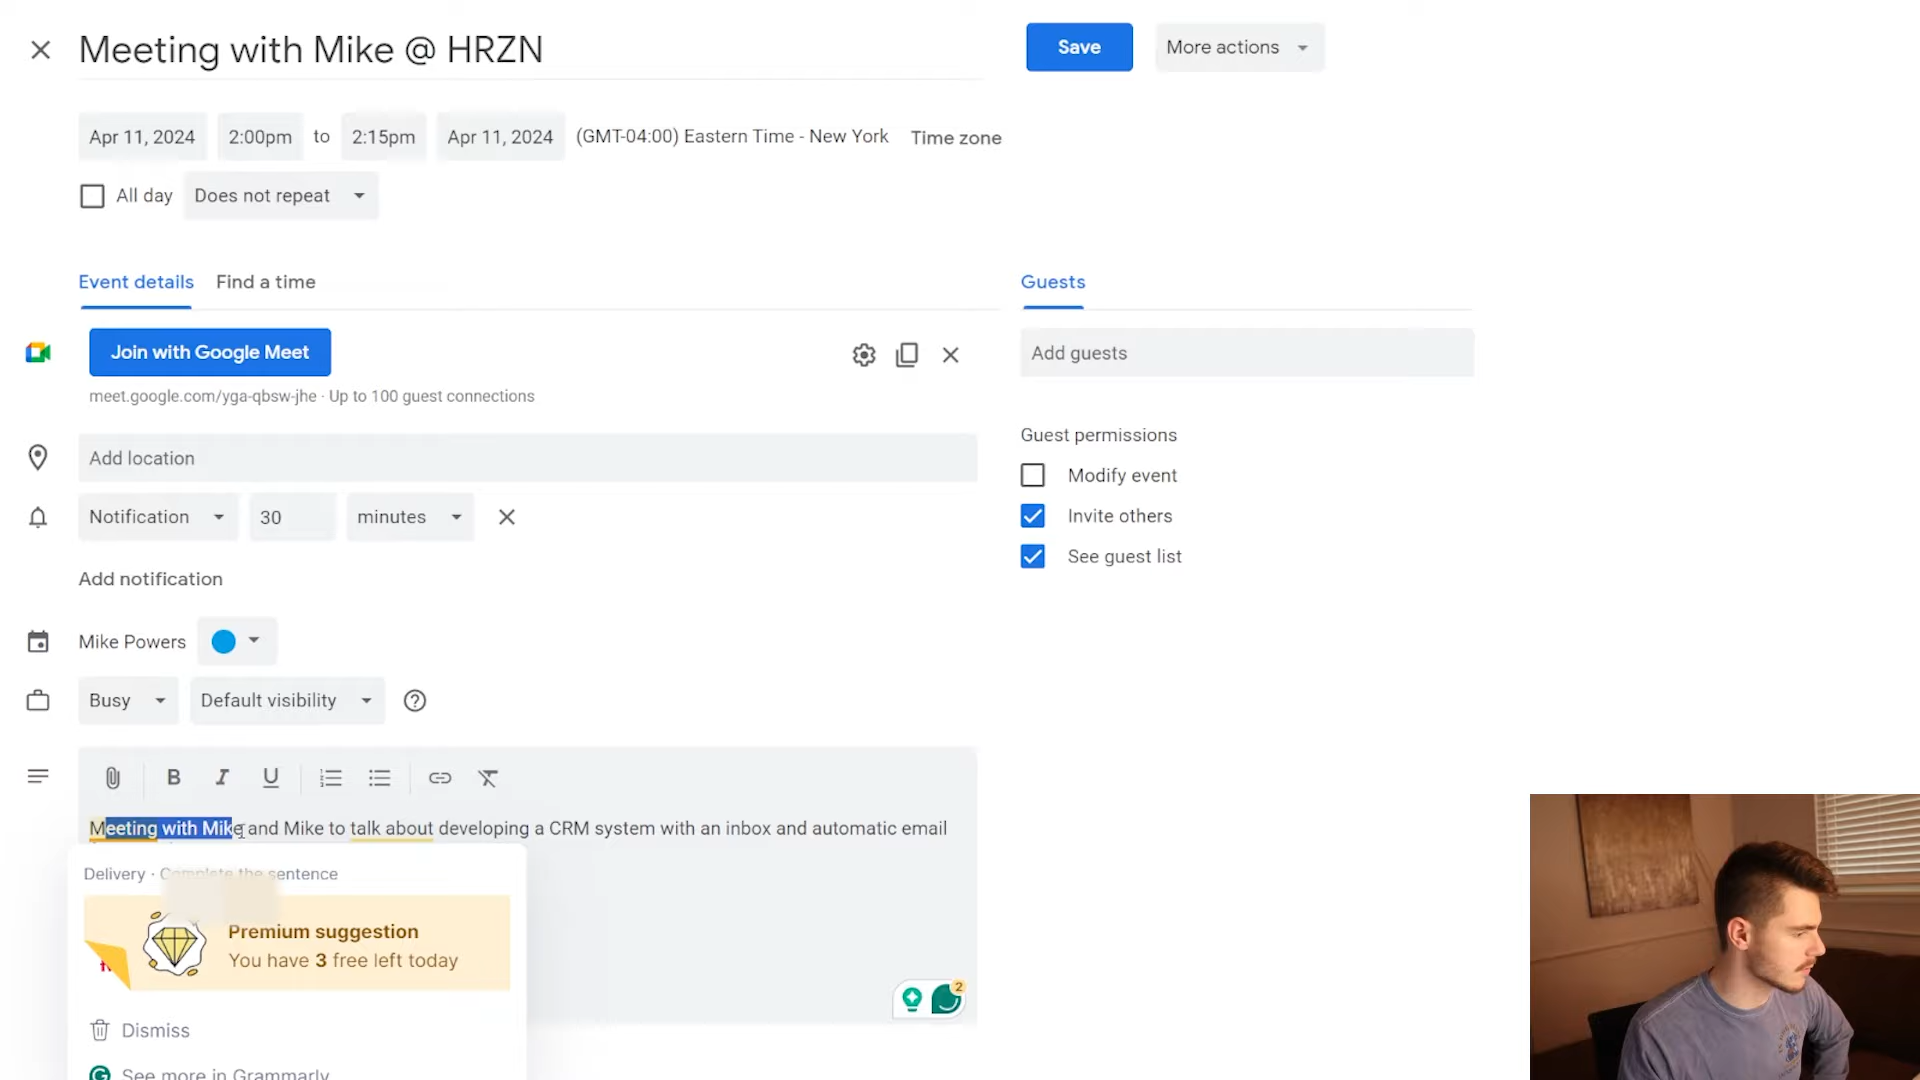 Meeting with Mike @ HRZN
Save
More actions
Apr 11, 2024 2:00pm to 2:15pm Apr 11, 2024 (GMT-04:00) Eastern Time - New York Time zone
All day Does not repeat
Event details Find a time
Guests
Join with Google Meet
meet.google.com/yga-qbsw-jhe · Up to 100 guest connections
Add guests
Add location
Guest permissions
Modify event
Notification 30 minutes
Invite others
See guest list
Add notification
Mike Powers
Busy Default visibility
B I U
Meeting with Mike and Mike to talk about developing a CRM system with an inbox and automatic email
Delivery · Complete the sentence
Premium suggestion
You have 3 free left today
2
Dismiss
See more in Grammarly